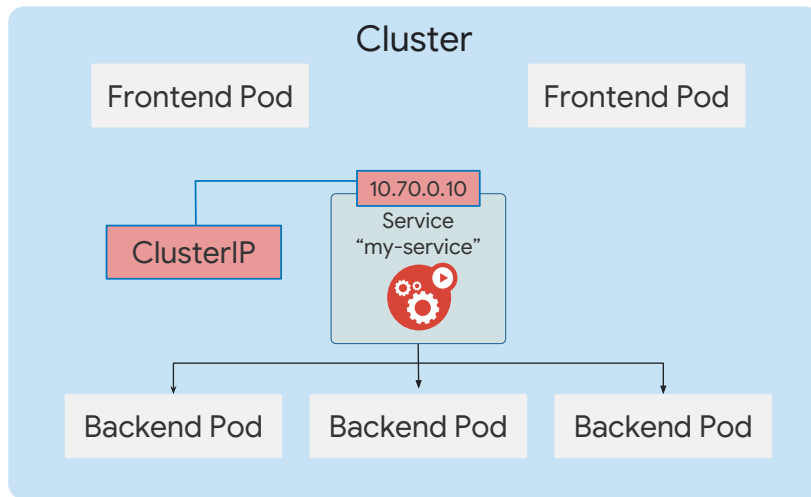 Cluster
Frontend Pod
Frontend Pod
10.70.0.10
Service
“my-service”
ClusterIP
Backend Pod
Backend Pod
Backend Pod